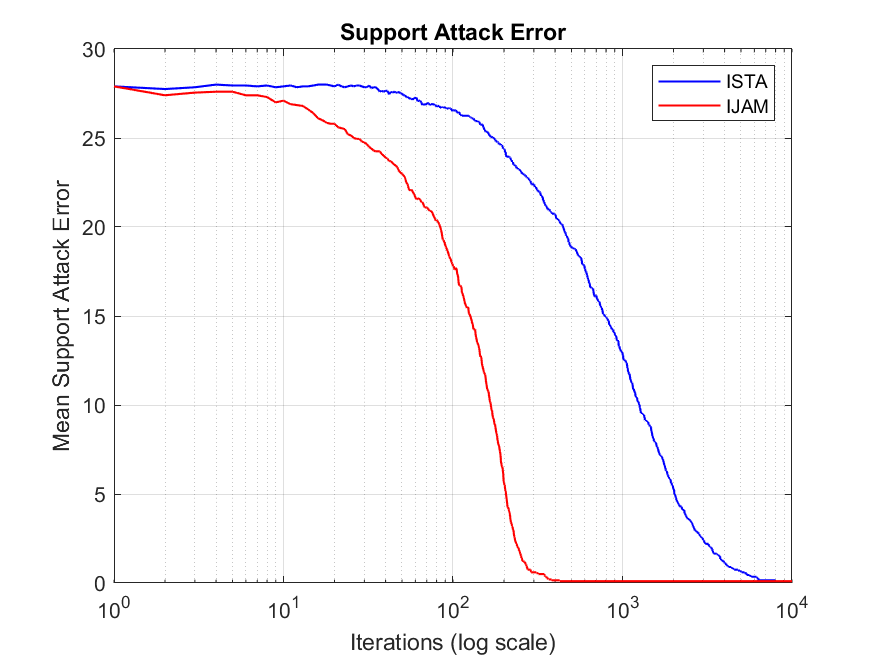 Support Attack Error
30
25
20
15
10
5
0
Mean Support Attack Error
ISTA
IJAM
10^0
10^1
10^2
10^3
10^4
Iterations (log scale)